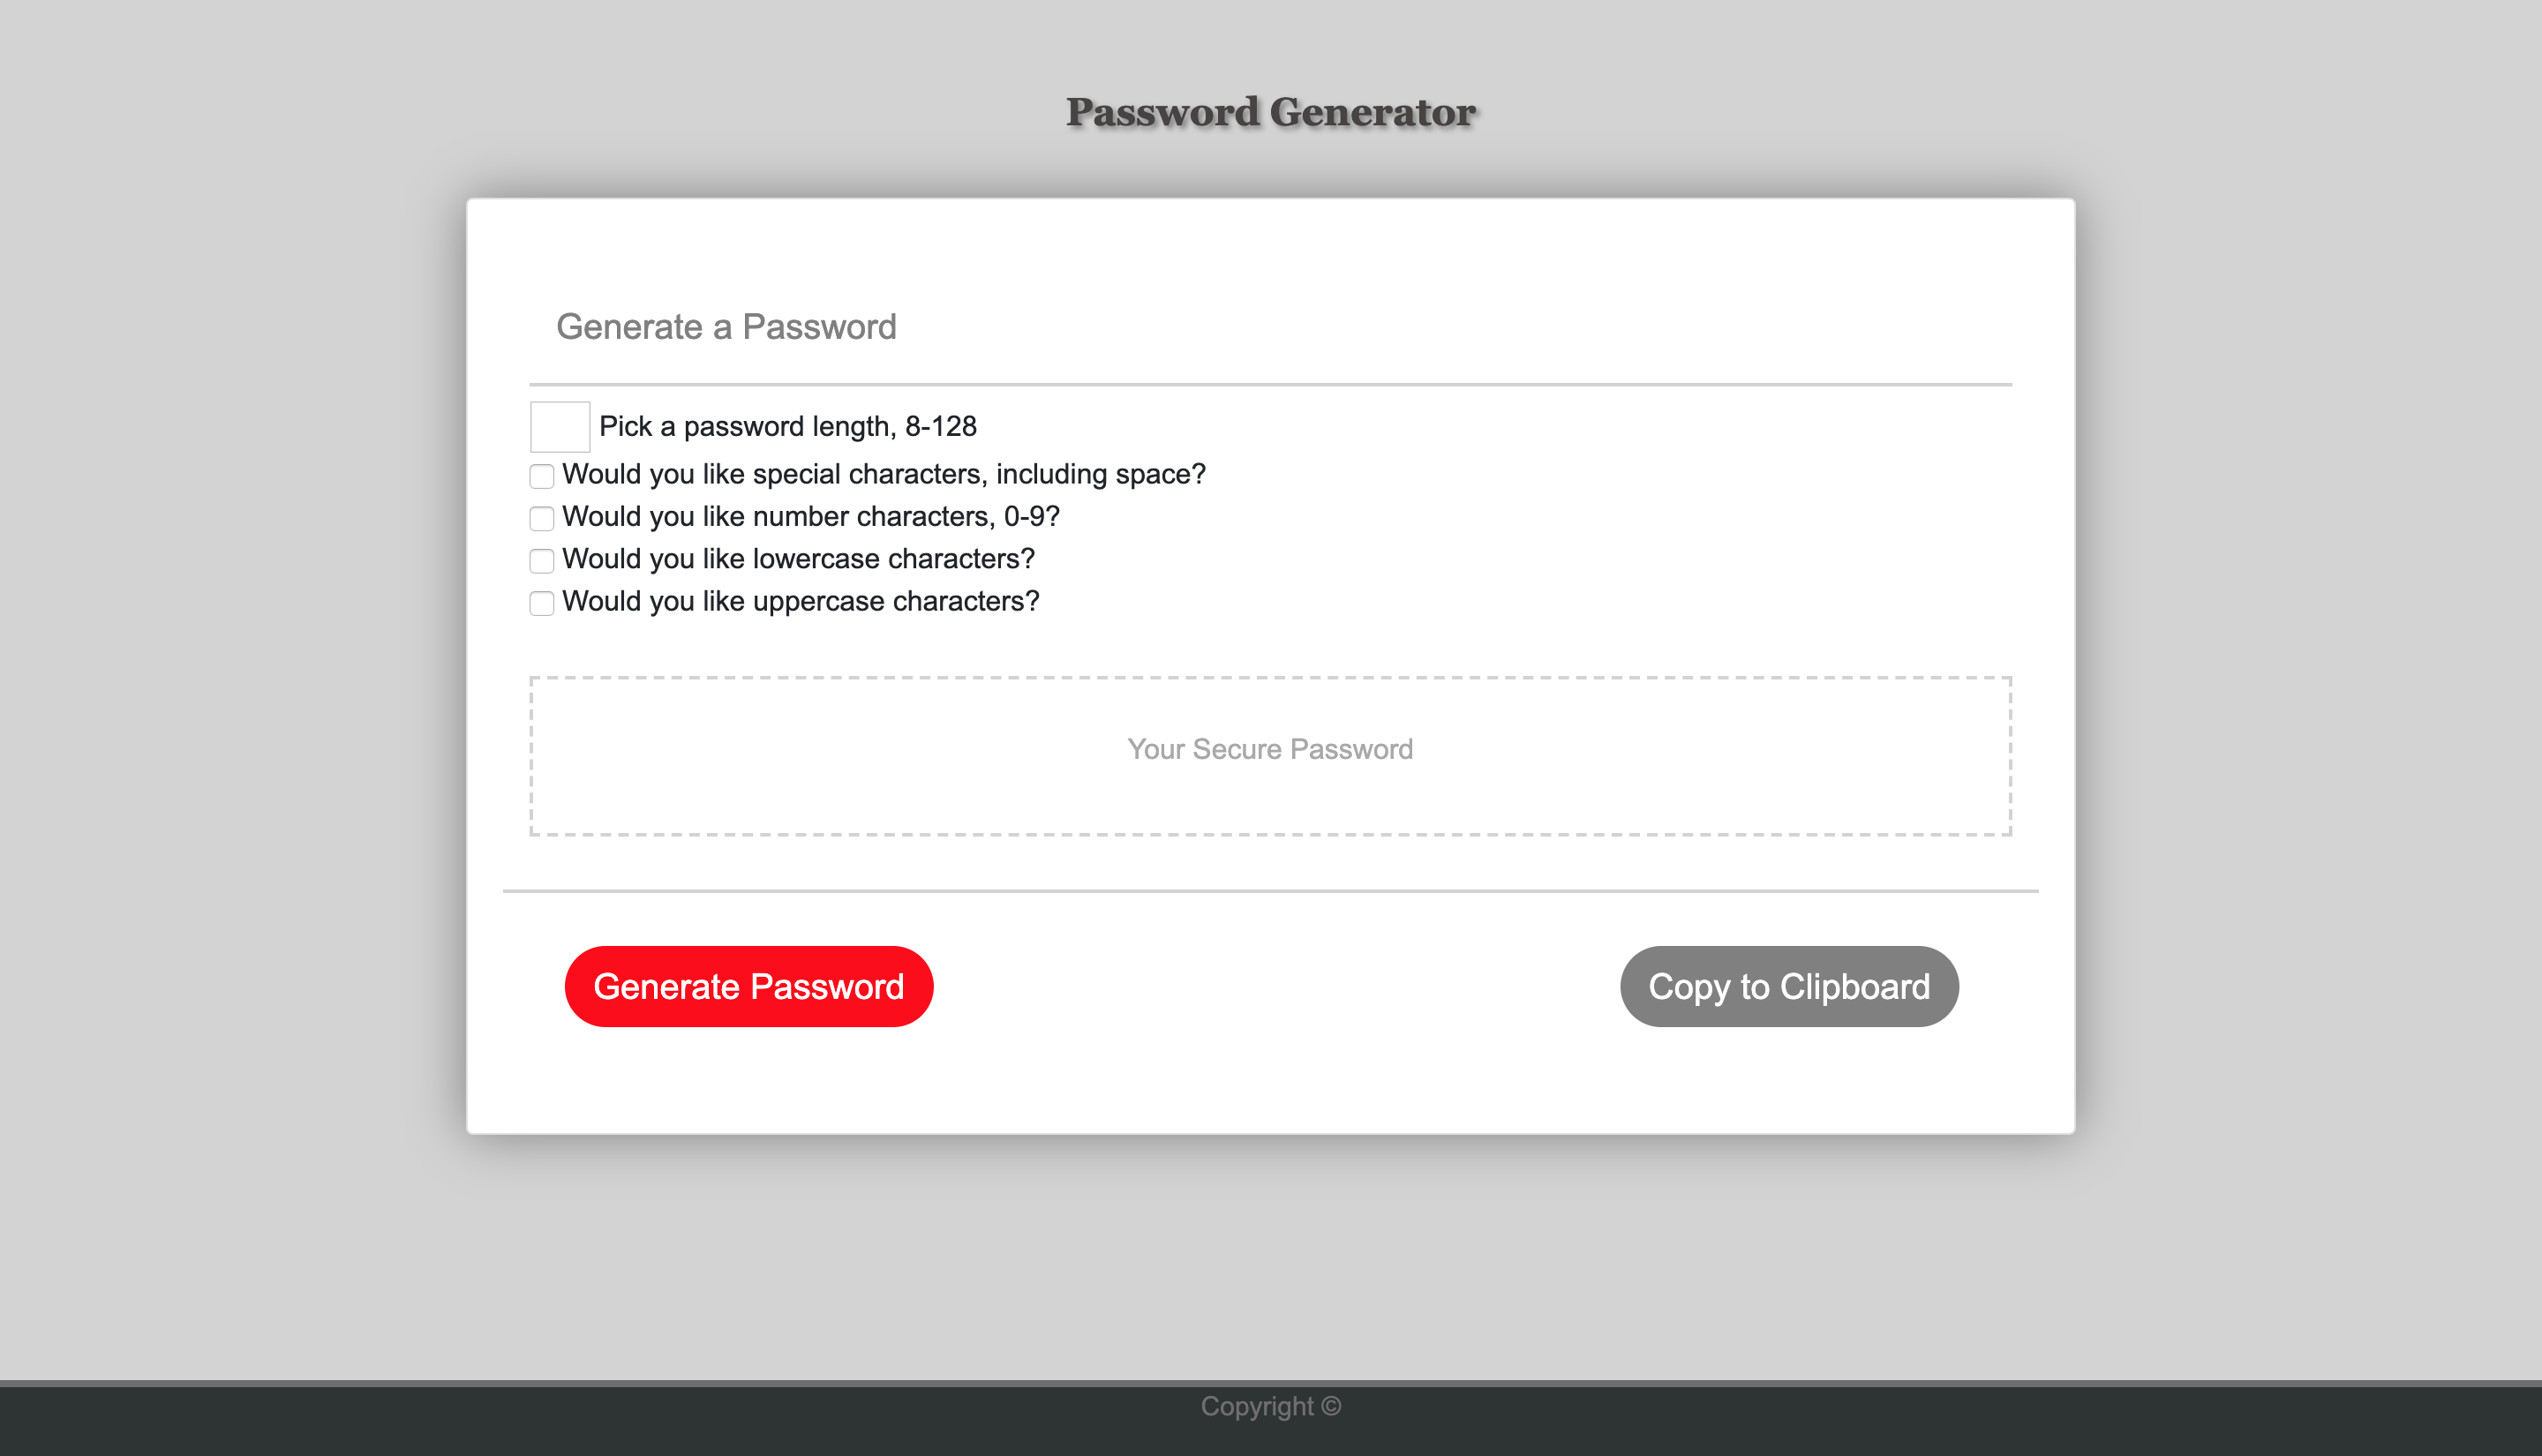 Password Generator
Generate a Password
Pick a password length, 8-128
Would you like special characters, including space?
Would you like number characters, 0-9?
Would you like lowercase characters?
Would you like uppercase characters?
Your Secure Password
Generate Password
Copy to Clipboard
Copyright ©